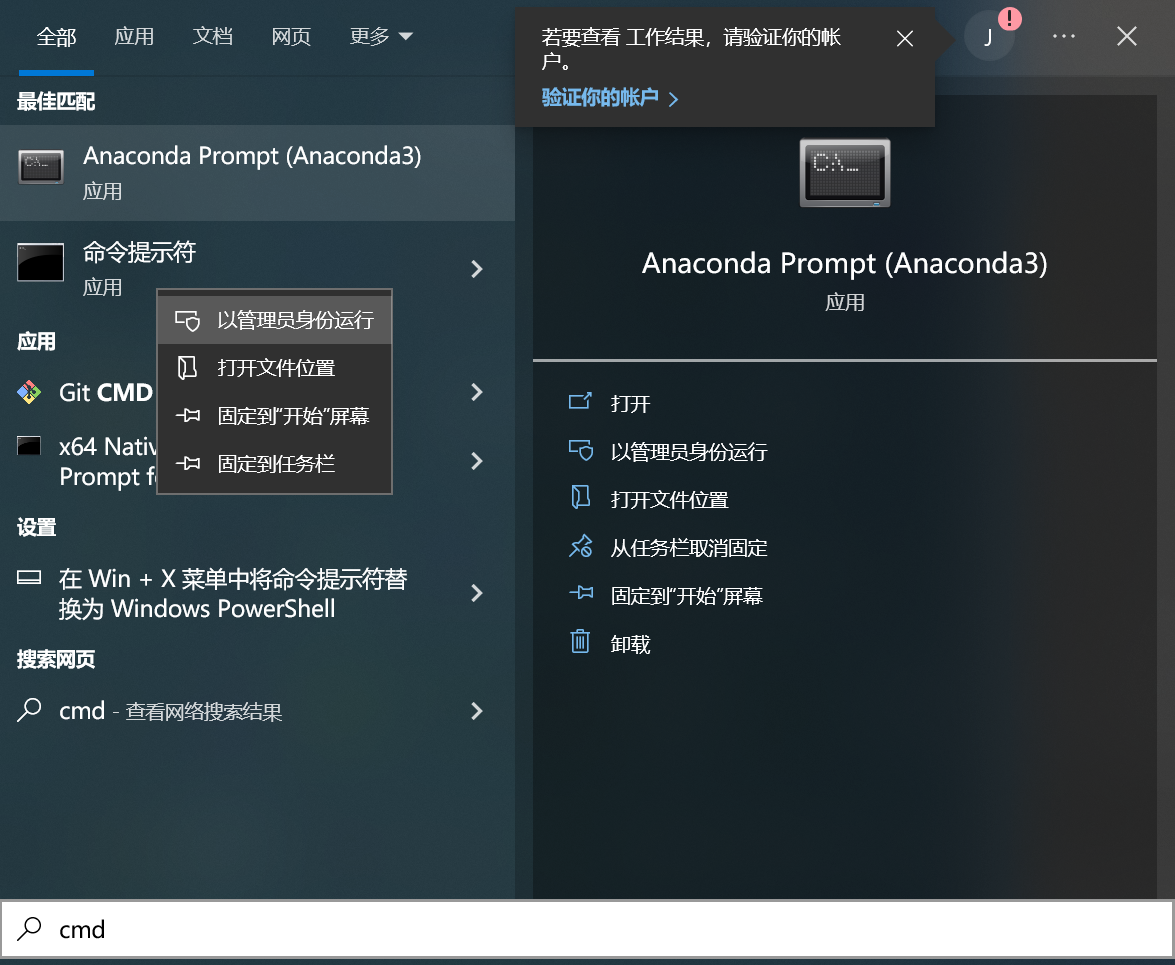 全部 应用 文档 网页 更多
若要查看 工作结果，请验证你的帐
户。
验证你的帐户
J
最佳匹配
Anaconda Prompt (Anaconda3)
应用
命令提示符
应用
以管理员身份运行
打开文件位置
固定到“开始”屏幕
固定到任务栏
应用
Git CMD
x64 Nativ
Prompt fo
设置
在 Win + X 菜单中将命令提示符替
换为 Windows PowerShell
搜索网页
cmd - 查看网络搜索结果
Anaconda Prompt (Anaconda3)
应用
打开
以管理员身份运行
打开文件位置
从任务栏取消固定
固定到“开始”屏幕
卸载
cmd